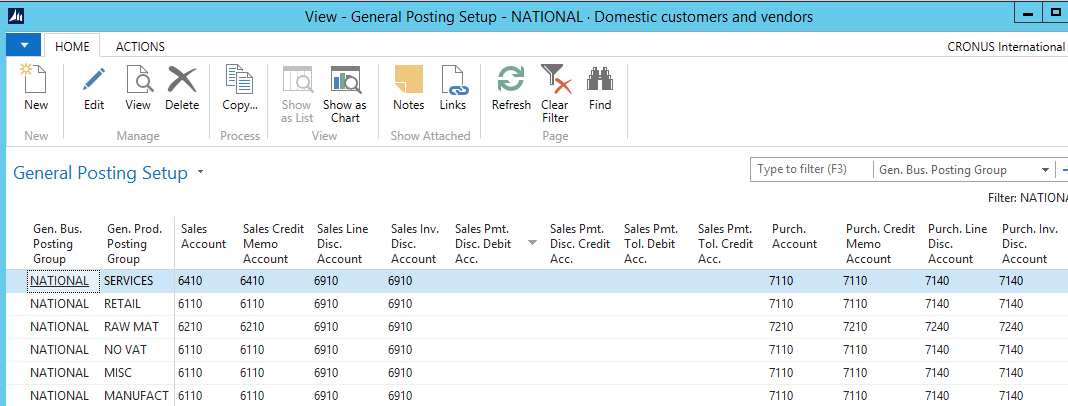 View - General Posting Setup - NATIONAL · Domestic customers and vendors
HOME ACTIONS CRONUS International
New Edit View Delete Copy... Show as List Show as Chart Notes Links Refresh Clear Filter Find
New Manage Process View Show Attached Page
General Posting Setup
Type to filter (F3) Gen. Bus. Posting Group
Filter: NATIONA
Gen. Bus. Posting Group Gen. Prod. Posting Group Sales Account Sales Credit Memo Account Sales Line Disc. Account Sales Inv. Disc. Account Sales Pmt. Disc. Debit Acc. Sales Pmt. Disc. Credit Acc. Sales Pmt. Tol. Debit Acc. Sales Pmt. Tol. Credit Acc. Purch. Account Purch. Credit Memo Account Purch. Line Disc. Account Purch. Inv. Disc. Account
NATIONAL SERVICES 6410 6410 6910 6910 7110 7110 7140 7140
NATIONAL RETAIL 6110 6110 6910 6910 7110 7110 7140 7140
NATIONAL RAW MAT 6210 6210 6910 6910 7210 7210 7240 7240
NATIONAL NO VAT 6110 6110 6910 6910 7110 7110 7140 7140
NATIONAL MISC 6110 6110 6910 6910 7110 7110 7140 7140
NATIONAL MANUFACT 6110 6110 6910 6910 7110 7110 7140 7140